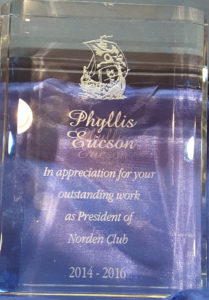 Phyllis
Ericson
In appreciation for your
outstanding work
as President of
Norden Club
2014 - 2016